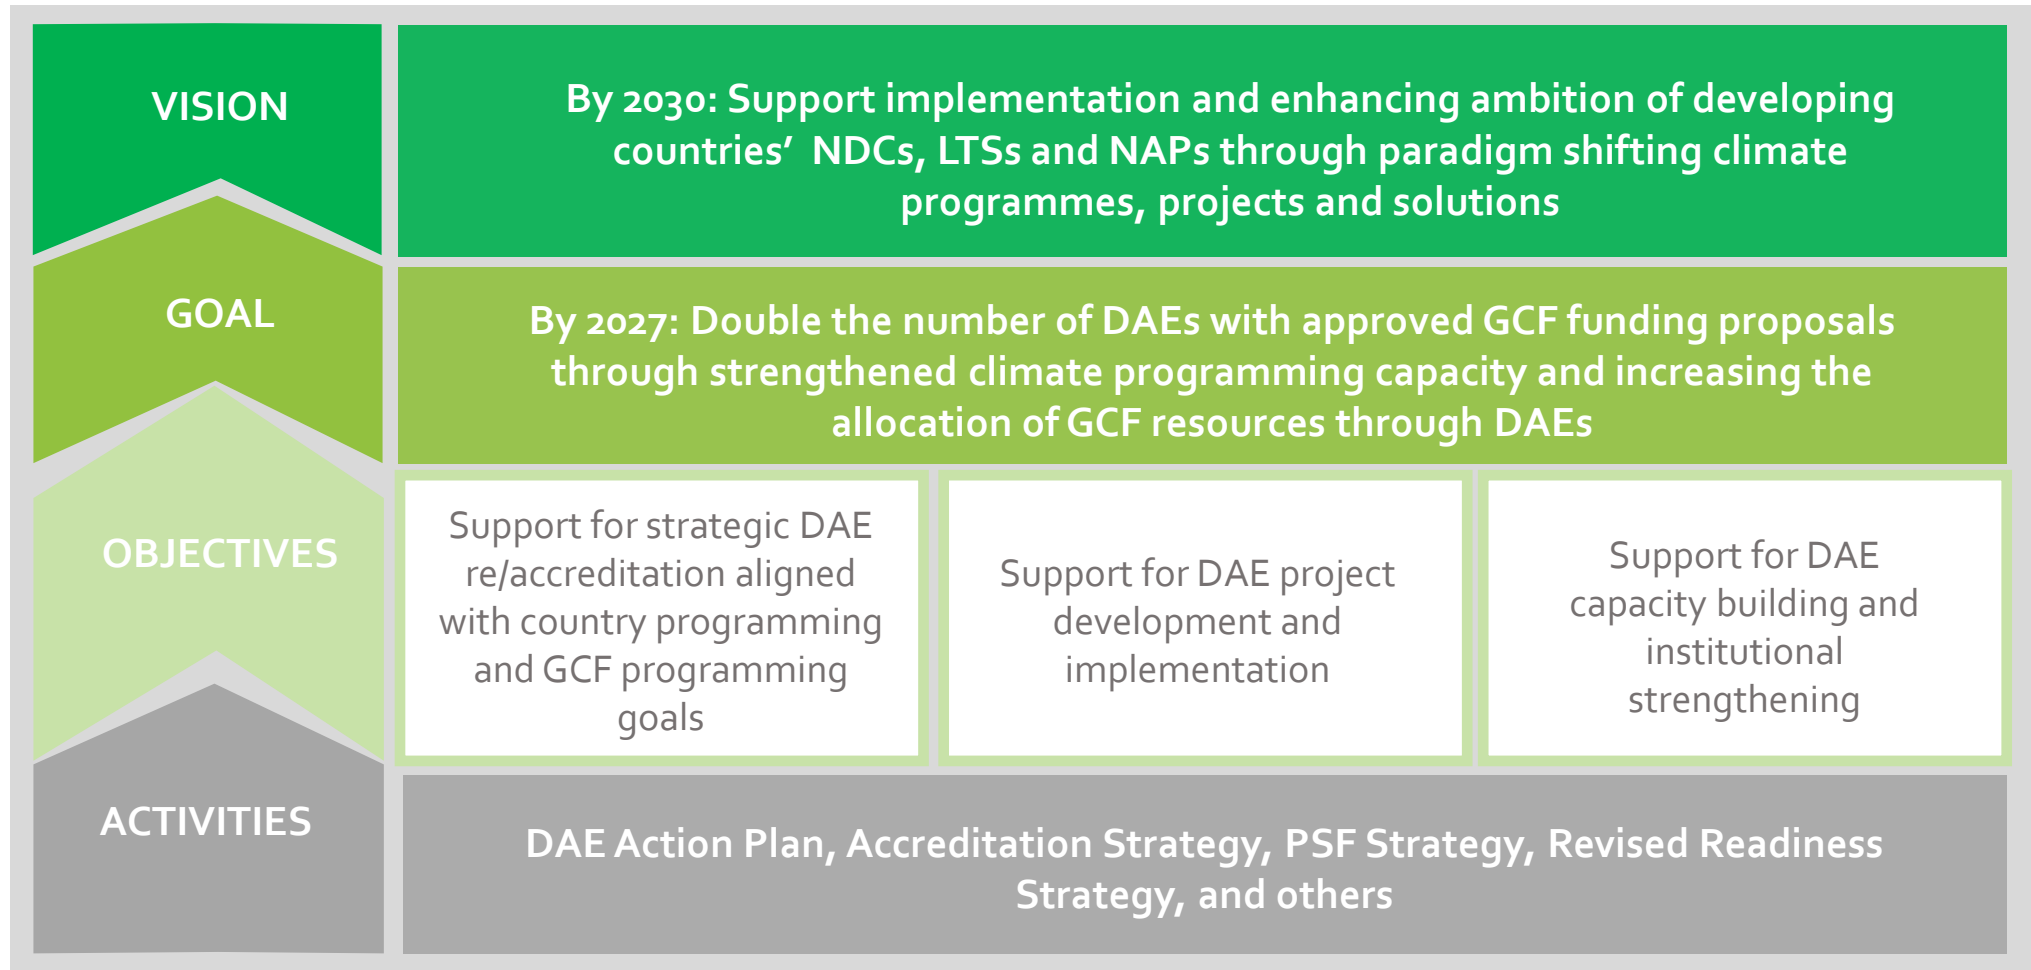 VISION
By 2030: Support implementation and enhancing ambition of developing
countries’ NDCs, LTSs and NAPs through paradigm shifting climate
programmes, projects and solutions
GOAL
By 2027: Double the number of DAEs with approved GCF funding proposals
through strengthened climate programming capacity and increasing the
allocation of GCF resources through DAEs
OBJECTIVES
Support for strategic DAE
re/accreditation aligned
with country programming
and GCF programming
goals
Support for DAE project
development and
implementation
Support for DAE
capacity building and
institutional
strengthening
ACTIVITIES
DAE Action Plan, Accreditation Strategy, PSF Strategy, Revised Readiness
Strategy, and others